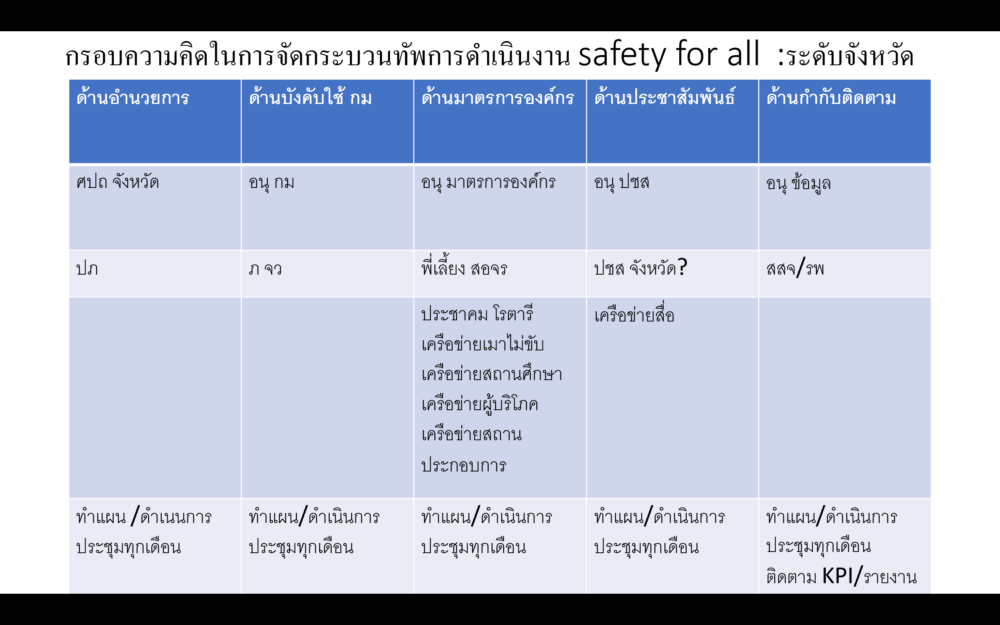 กรอบความคิดในการจัดกระบวนทัพการดำเนินงาน safety for all :ระดับจังหวัด
ด้านอำนวยการ
ด้านบังคับใช้ กม
ด้านมาตรการองค์กร
ด้านประชาสัมพันธ์
ด้านกำกับติดตาม
ศปถ จังหวัด
อนุ กม
อนุ มาตรการองค์กร
อนุ ปชส
อนุ ข้อมูล
ปภ
ภ จว
พี่เลี้ยง สอจร
ปชส จังหวัด?
สสจ/รพ
ประชาคม โรตารี
เครือข่ายเมาไม่ขับ
เครือข่ายสถานศึกษา
เครือข่ายผู้บริโภค
เครือข่ายสถาน
ประกอบการ
เครือข่ายสื่อ
ทำแผน /ดำเนนการ
ประชุมทุกเดือน
ทำแผน/ดำเนินการ
ประชุมทุกเดือน
ทำแผน/ดำเนินการ
ประชุมทุกเดือน
ทำแผน/ดำเนินการ
ประชุมทุกเดือน
ทำแผน/ดำเนินการ
ประชุมทุกเดือน
ติดตาม KPI/รายงาน